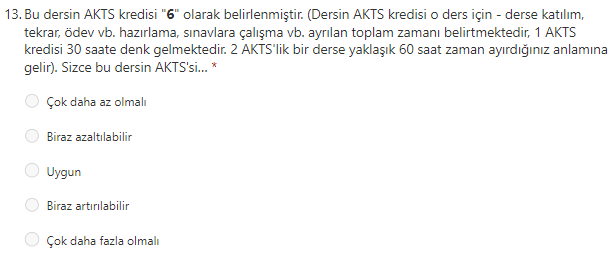 13. Bu dersin AKTS kredisi "6" olarak belirlenmiştir. (Dersin AKTS kredisi o ders için - derse katılım,
tekrar, ödev vb. hazırlama, sınavlara çalışma vb. ayrılan toplam zamanı belirtmektedir, 1 AKTS
kredisi 30 saate denk gelmektedir. 2 AKTS'lik bir derse yaklaşık 60 saat zaman ayırdığınız anlamına
gelir). Sizce bu dersin AKTS'si... *
Çok daha az olmalı
Biraz azaltılabilir
Uygun
Biraz artırılabilir
Çok daha fazla olmalı